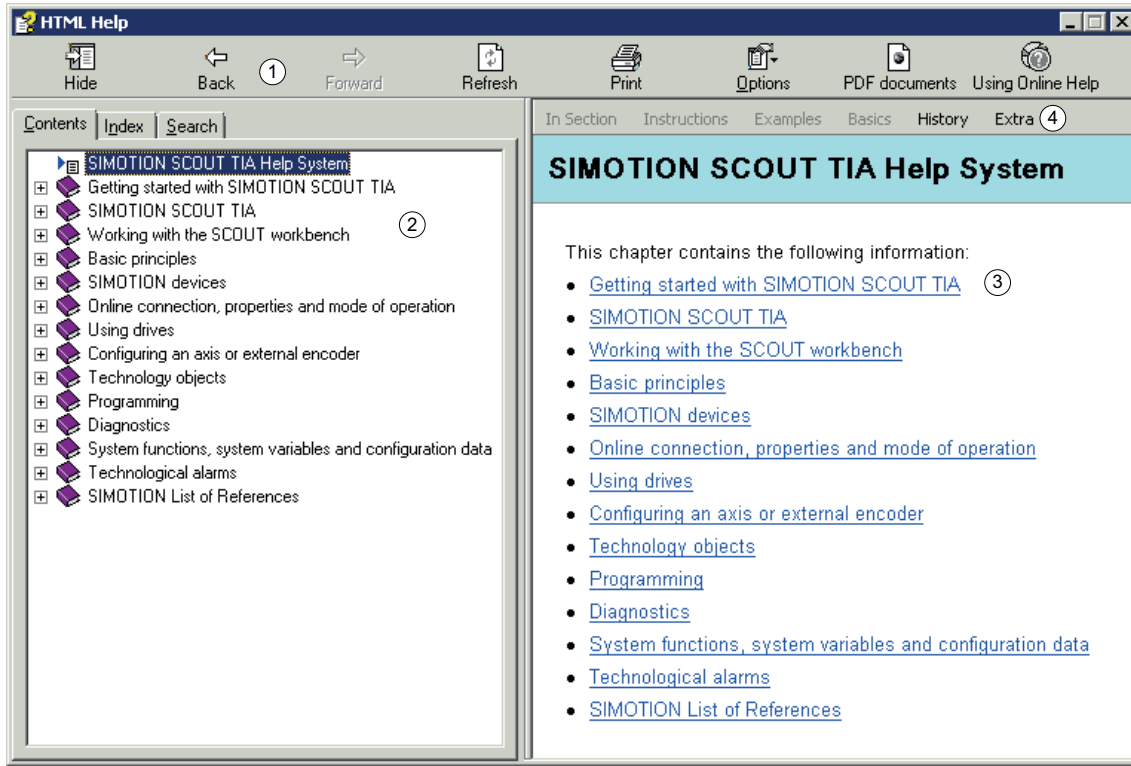 HTML Help
Hide Back ① Forward Refresh Print Options PDF documents Using Online Help
Contents Index Search
SIMOTION SCOUT TIA Help System
Getting started with SIMOTION SCOUT TIA
SIMOTION SCOUT TIA
②
Working with the SCOUT workbench
Basic principles
SIMOTION devices
Online connection, properties and mode of operation
Using drives
Configuring an axis or external encoder
Technology objects
Programming
Diagnostics
System functions, system variables and configuration data
Technological alarms
SIMOTION List of References
In Section Instructions Examples Basics History Extra ④
SIMOTION SCOUT TIA Help System
This chapter contains the following information:
• Getting started with SIMOTION SCOUT TIA ③
• SIMOTION SCOUT TIA
• Working with the SCOUT workbench
• Basic principles
• SIMOTION devices
• Online connection, properties and mode of operation
• Using drives
• Configuring an axis or external encoder
• Technology objects
• Programming
• Diagnostics
• System functions, system variables and configuration data
• Technological alarms
• SIMOTION List of References